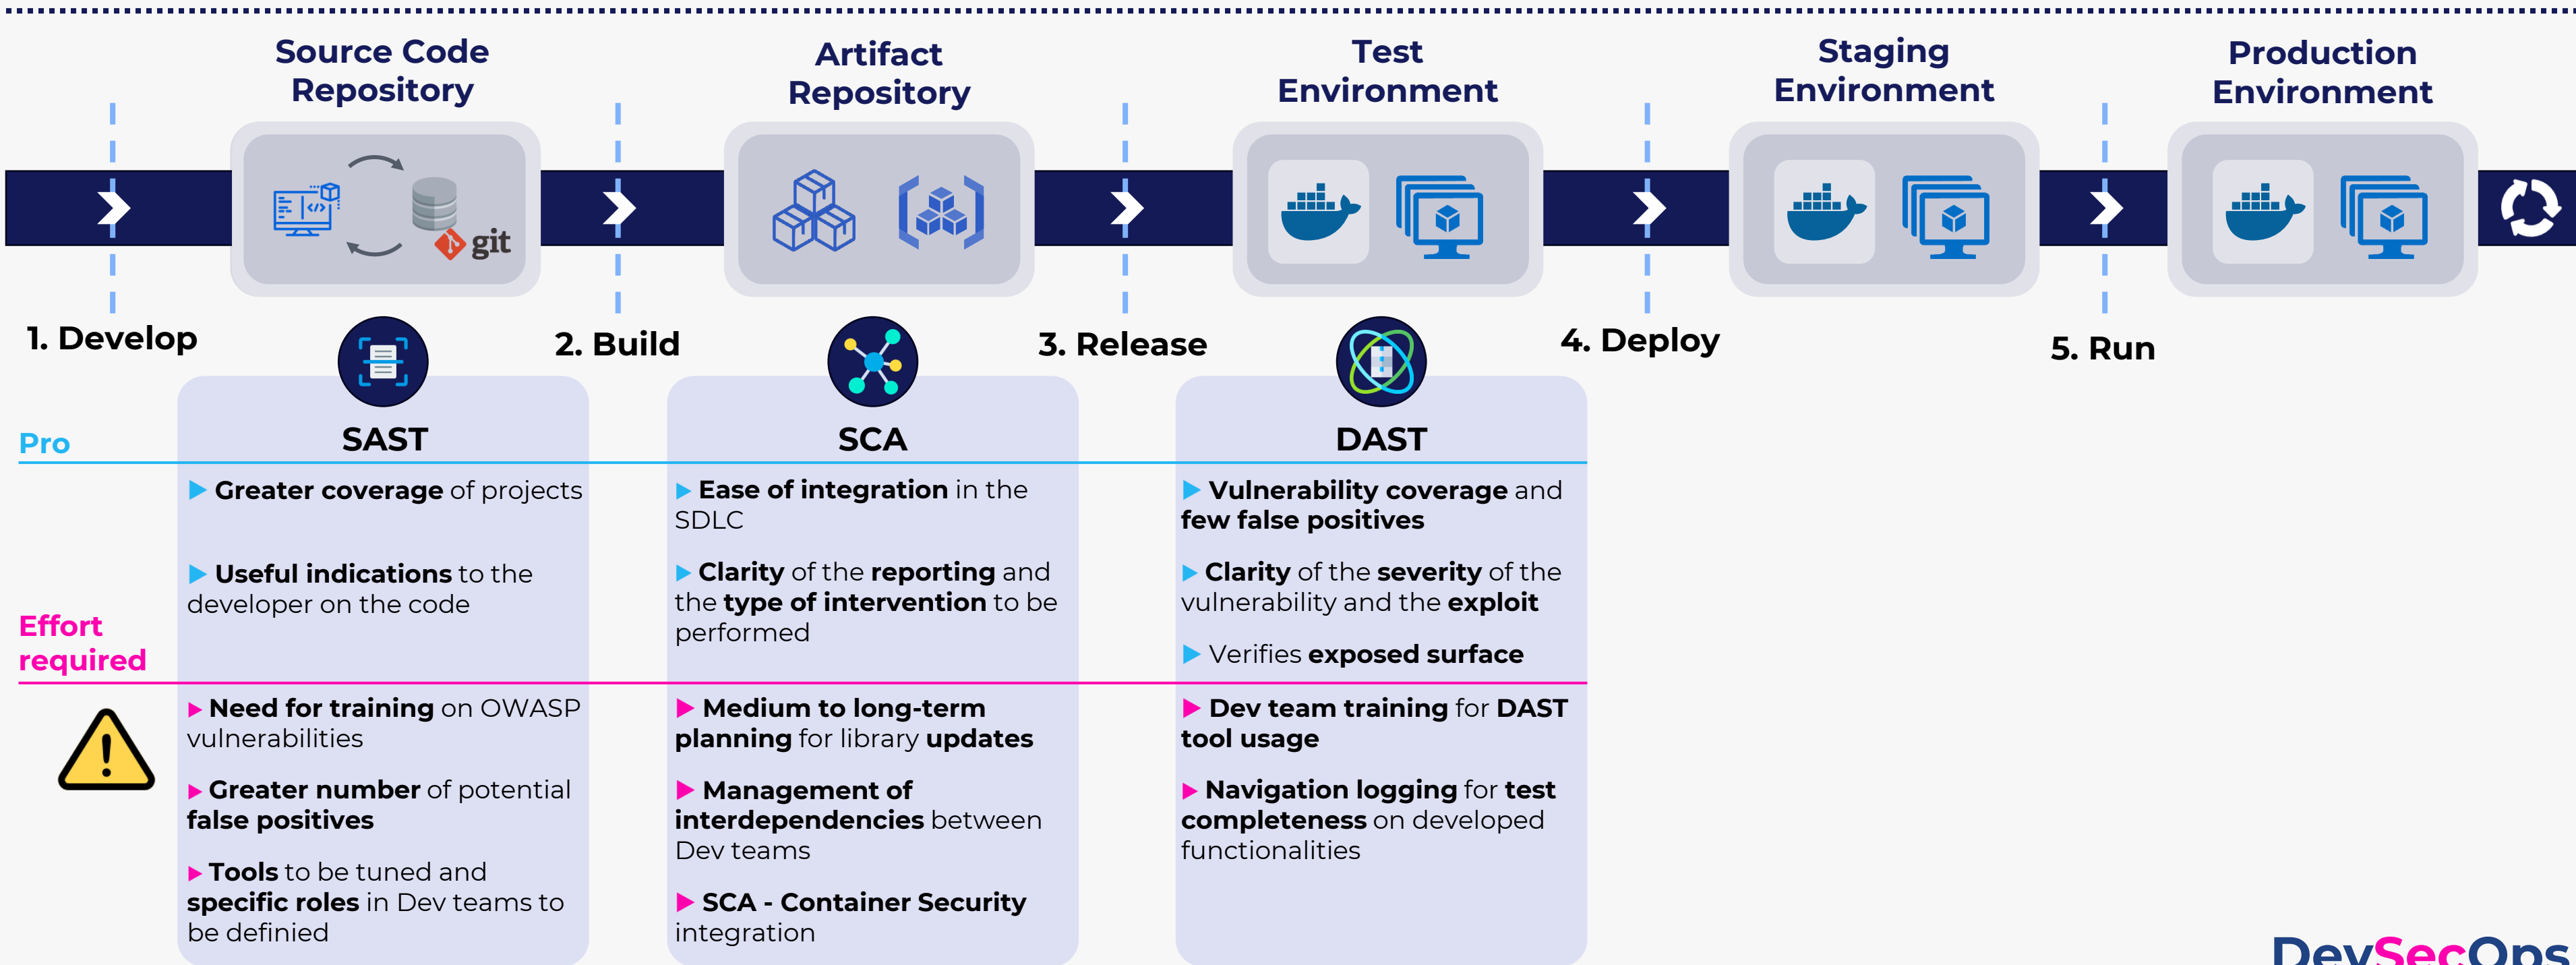 Source Code
Repository
Artifact
Repository
Test
Environment
Staging
Environment
Production
Environment
git
1. Develop
2. Build
3. Release
4. Deploy
5. Run
Pro
Effort
required
SAST
▶ Greater coverage of projects
▶ Useful indications to the
developer on the code
▶ Need for training on OWASP
vulnerabilities
▶ Greater number of potential
false positives
▶ Tools to be tuned and
specific roles in Dev teams to
be definied
SCA
▶ Ease of integration in the
SDLC
▶ Clarity of the reporting and
the type of intervention to be
performed
▶ Medium to long-term
planning for library updates
▶ Management of
interdependencies between
Dev teams
▶ SCA - Container Security
integration
DAST
▶ Vulnerability coverage and
few false positives
▶ Clarity of the severity of the
vulnerability and the exploit
▶ Verifies exposed surface
▶ Dev team training for DAST
tool usage
▶ Navigation logging for test
completeness on developed
functionalities
DevSecOps